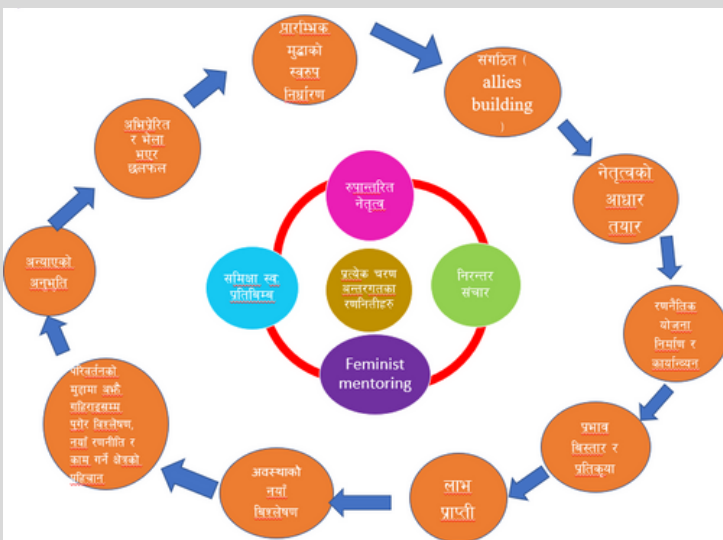 प्रारम्भिक
मुद्दाको
स्वरुप
निर्धारण
संगठित (
allies
building
)
नेतृत्वको
आधार
तयार
रणनैतिक
योजना
निर्माण र
कार्यान्वयन
प्रभाव
बिस्तार र
प्रतिकृया
लाभ
प्राप्ती
अवस्थाको
नयाँ
बिश्लेषण
परिवर्तनको
मुद्दामा अझै
गहिराइसम्म
पुगेर विश्लेषण,
नयाँ रणनीति र
काम गर्ने क्षेत्रको
पहिचान
अन्यायको
अनुभुति
अभिप्रेरित
र भेला
भएर
छलफल
रुपान्तरित
नेतृत्व
निरन्तर
संचार
Feminist
mentoring
समिक्षा स्व:
प्रतिबिम्ब
प्रत्येक चरण
अन्तरगतका
रणनितीहरु